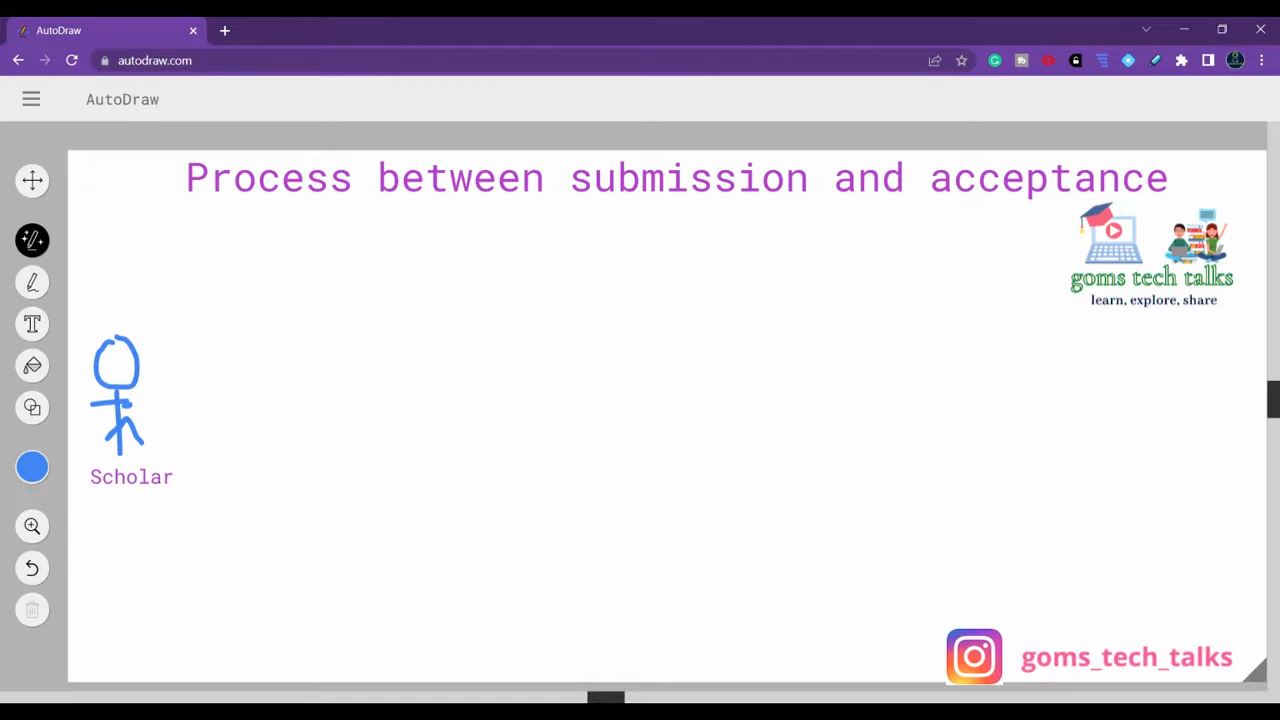 AutoDraw
autodraw.com
AutoDraw
Process between submission and acceptance
goms tech talks
learn, explore, share
Scholar
goms_tech_talks